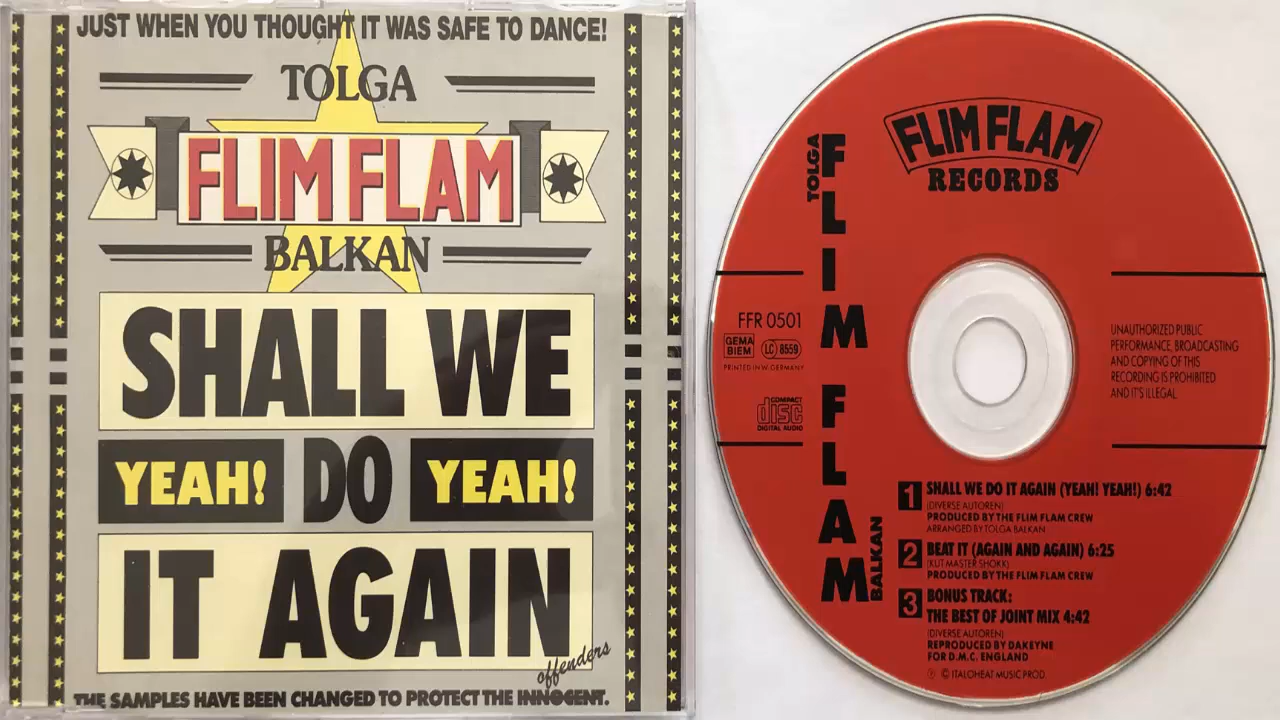 JUST WHEN YOU THOUGHT IT WAS SAFE TO DANCE!
TOLGA
FLIM FLAM
BALKAN
SHALL WE
YEAH! DO YEAH!
IT AGAIN
offenders
THE SAMPLES HAVE BEEN CHANGED TO PROTECT THE INNOCENT.
FLIM FLAM
RECORDS
TOLGA
FLIM FLAM
BALKAN
FFR 0501
GEMA
BIEM
LC 8559
PRINTED IN W. GERMANY
COMPACT
disc
DIGITAL AUDIO
UNAUTHORIZED PUBLIC
PERFORMANCE, BROADCASTING
AND COPYING OF THIS
RECORDING IS PROHIBITED
AND IT'S ILLEGAL.
1 SHALL WE DO IT AGAIN (YEAH! YEAH!) 6:42
(DIVERSE AUTOREN)
PRODUCED BY THE FLIM FLAM CREW
ARRANGED BY TOLGA BALKAN
2 BEAT IT (AGAIN AND AGAIN) 6:25
(KUT MASTER SHOKK)
PRODUCED BY THE FLIM FLAM CREW
3 BONUS TRACK:
THE BEST OF JOINT MIX 4:42
(DIVERSE AUTOREN)
REPRODUCED BY DAKEYNE
FOR D.M.C. ENGLAND
℗ © ITALOHEAT MUSIC PROD.